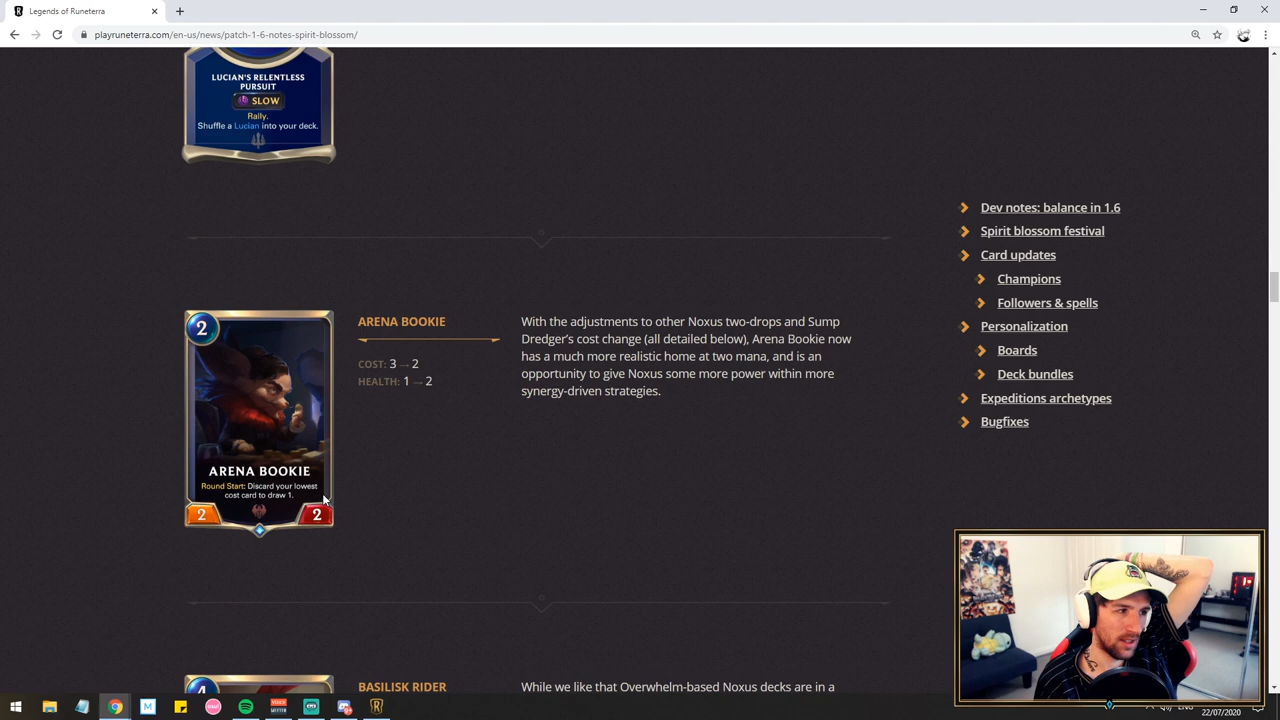 Legends of Runeterra
playruneterra.com/en-us/news/patch-1-6-notes-spirit-blossom/
LUCIAN'S RELENTLESS
PURSUIT
SLOW
Rally.
Shuffle a Lucian into your deck.
2
ARENA BOOKIE
Round Start: Discard your lowest
cost card to draw 1.
2
2
ARENA BOOKIE
COST: 3 → 2
HEALTH: 1 → 2
With the adjustments to other Noxus two-drops and Sump
Dredger's cost change (all detailed below), Arena Bookie now
has a much more realistic home at two mana, and is an
opportunity to give Noxus some more power within more
synergy-driven strategies.
Dev notes: balance in 1.6
Spirit blossom festival
Card updates
Champions
Followers & spells
Personalization
Boards
Deck bundles
Expeditions archetypes
Bugfixes
4
BASILISK RIDER
While we like that Overwhelm-based Noxus decks are in a
22/07/2020